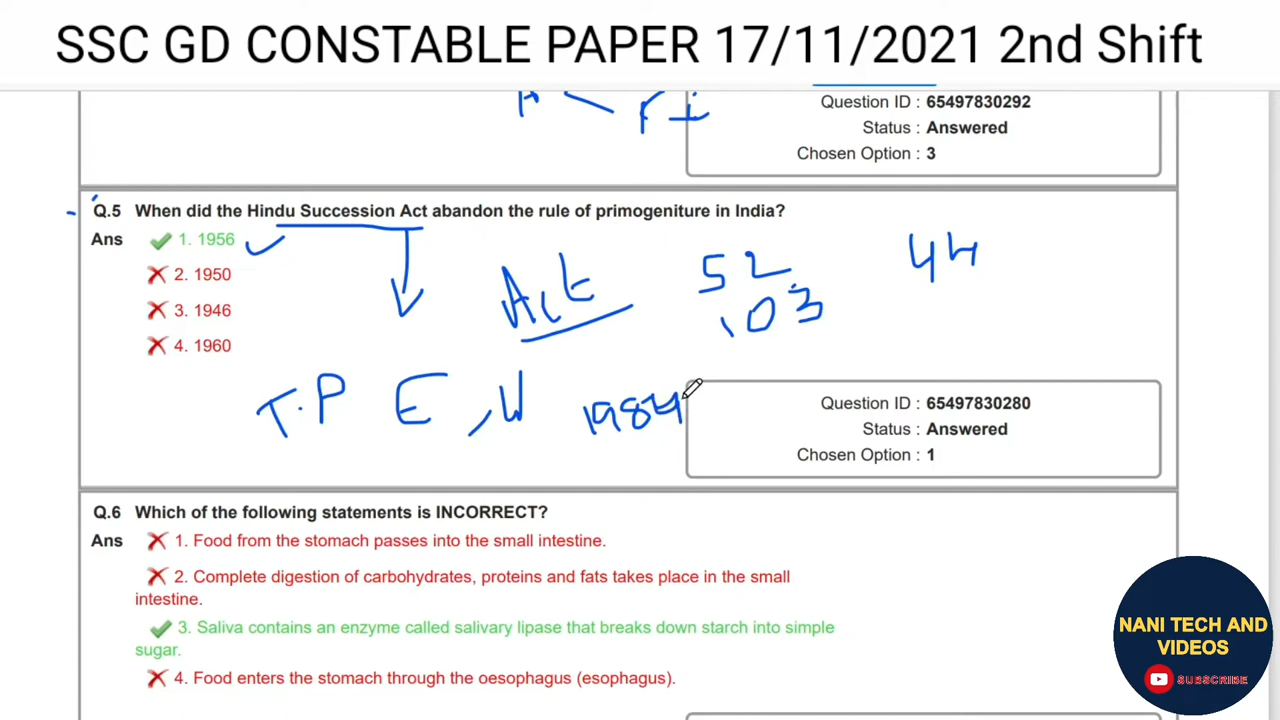 SSC GD CONSTABLE PAPER 17/11/2021 2nd Shift
Question ID : 65497830292
Status : Answered
Chosen Option : 3
Q.5 When did the Hindu Succession Act abandon the rule of primogeniture in India?
Ans 1. 1956
2. 1950
3. 1946
4. 1960
Act 52 44
103
T.P E, W 1984
Question ID : 65497830280
Status : Answered
Chosen Option : 1
Q.6 Which of the following statements is INCORRECT?
Ans 1. Food from the stomach passes into the small intestine.
2. Complete digestion of carbohydrates, proteins and fats takes place in the small
intestine.
3. Saliva contains an enzyme called salivary lipase that breaks down starch into simple
sugar.
4. Food enters the stomach through the oesophagus (esophagus).
NANI TECH AND
VIDEOS
SUBSCRIBE